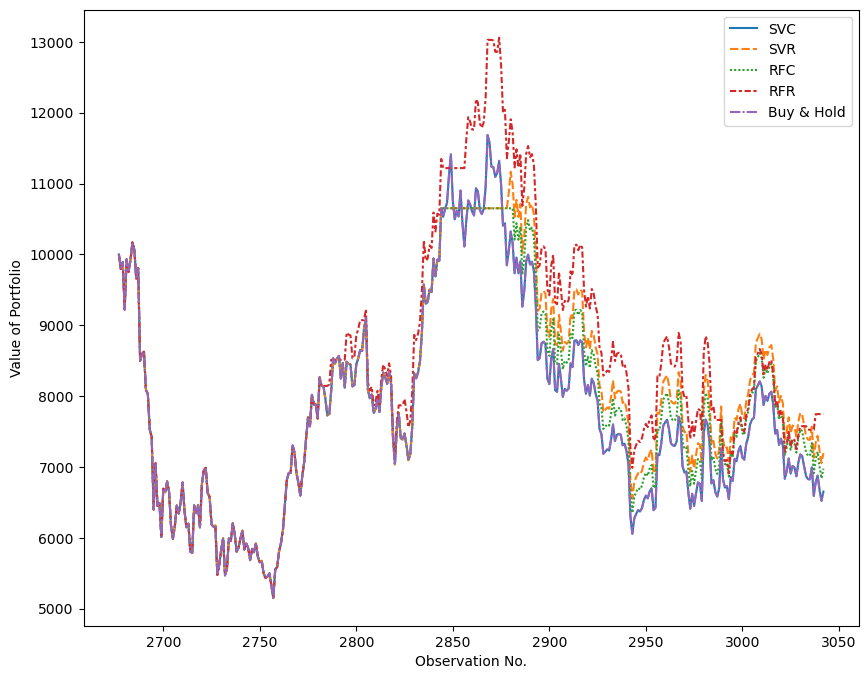 13000
12000
11000
10000
9000
8000
7000
6000
5000
Value of Portfolio
2700
2750
2800
2850
2900
2950
3000
3050
Observation No.
SVC
SVR
RFC
RFR
Buy & Hold